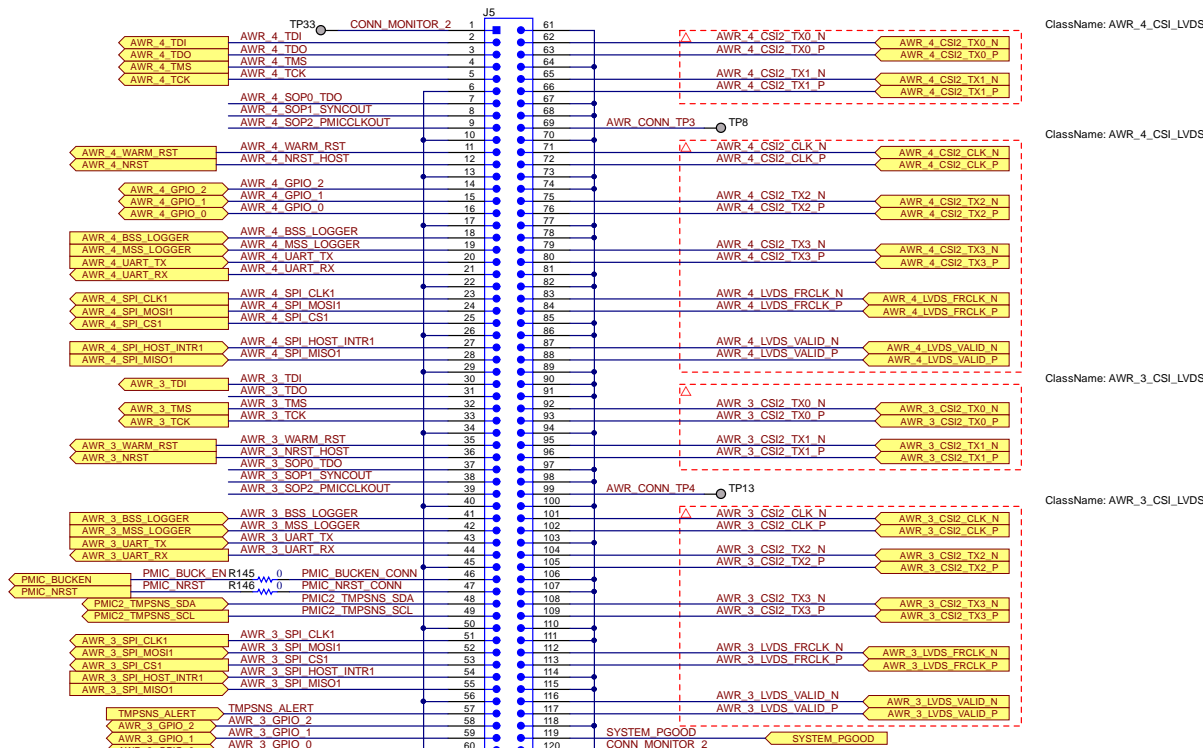 J5
TP33 CONN_MONITOR_2 1 61 ClassName: AWR_4_CSI_LVDS
AWR_4_TDI AWR_4_TDI 2 62 AWR_4_CSI2_TX0_N AWR_4_CSI2_TX0_N
AWR_4_TDO AWR_4_TDO 3 63 AWR_4_CSI2_TX0_P AWR_4_CSI2_TX0_P
AWR_4_TMS AWR_4_TMS 4 64
AWR_4_TCK AWR_4_TCK 5 65 AWR_4_CSI2_TX1_N AWR_4_CSI2_TX1_N
6 66 AWR_4_CSI2_TX1_P AWR_4_CSI2_TX1_P
AWR_4_SOP0_TDO 7 67
AWR_4_SOP1_SYNCOUT 8 68
AWR_4_SOP2_PMICCLKOUT 9 69 AWR_CONN_TP3 TP8
10 70 ClassName: AWR_4_CSI_LVDS
AWR_4_WARM_RST AWR_4_WARM_RST 11 71 AWR_4_CSI2_CLK_N AWR_4_CSI2_CLK_N
AWR_4_NRST AWR_4_NRST_HOST 12 72 AWR_4_CSI2_CLK_P AWR_4_CSI2_CLK_P
13 73
AWR_4_GPIO_2 AWR_4_GPIO_2 14 74
AWR_4_GPIO_1 AWR_4_GPIO_1 15 75 AWR_4_CSI2_TX2_N AWR_4_CSI2_TX2_N
AWR_4_GPIO_0 AWR_4_GPIO_0 16 76 AWR_4_CSI2_TX2_P AWR_4_CSI2_TX2_P
17 77
AWR_4_BSS_LOGGER AWR_4_BSS_LOGGER 18 78
AWR_4_MSS_LOGGER AWR_4_MSS_LOGGER 19 79 AWR_4_CSI2_TX3_N AWR_4_CSI2_TX3_N
AWR_4_UART_TX AWR_4_UART_TX 20 80 AWR_4_CSI2_TX3_P AWR_4_CSI2_TX3_P
AWR_4_UART_RX AWR_4_UART_RX 21 81
22 82
AWR_4_SPI_CLK1 AWR_4_SPI_CLK1 23 83 AWR_4_LVDS_FRCLK_N AWR_4_LVDS_FRCLK_N
AWR_4_SPI_MOSI1 AWR_4_SPI_MOSI1 24 84 AWR_4_LVDS_FRCLK_P AWR_4_LVDS_FRCLK_P
AWR_4_SPI_CS1 AWR_4_SPI_CS1 25 85
26 86
AWR_4_SPI_HOST_INTR1 AWR_4_SPI_HOST_INTR1 27 87 AWR_4_LVDS_VALID_N AWR_4_LVDS_VALID_N
AWR_4_SPI_MISO1 AWR_4_SPI_MISO1 28 88 AWR_4_LVDS_VALID_P AWR_4_LVDS_VALID_P
29 89
AWR_3_TDI AWR_3_TDI 30 90 ClassName: AWR_3_CSI_LVDS
AWR_3_TDO 31 91
AWR_3_TMS AWR_3_TMS 32 92 AWR_3_CSI2_TX0_N AWR_3_CSI2_TX0_N
AWR_3_TCK AWR_3_TCK 33 93 AWR_3_CSI2_TX0_P AWR_3_CSI2_TX0_P
34 94
AWR_3_WARM_RST AWR_3_WARM_RST 35 95 AWR_3_CSI2_TX1_N AWR_3_CSI2_TX1_N
AWR_3_NRST AWR_3_NRST_HOST 36 96 AWR_3_CSI2_TX1_P AWR_3_CSI2_TX1_P
AWR_3_SOP0_TDO 37 97
AWR_3_SOP1_SYNCOUT 38 98
AWR_3_SOP2_PMICCLKOUT 39 99 AWR_CONN_TP4 TP13
40 100 ClassName: AWR_3_CSI_LVDS
AWR_3_BSS_LOGGER AWR_3_BSS_LOGGER 41 101 AWR_3_CSI2_CLK_N AWR_3_CSI2_CLK_N
AWR_3_MSS_LOGGER AWR_3_MSS_LOGGER 42 102 AWR_3_CSI2_CLK_P AWR_3_CSI2_CLK_P
AWR_3_UART_TX AWR_3_UART_TX 43 103
AWR_3_UART_RX AWR_3_UART_RX 44 104 AWR_3_CSI2_TX2_N AWR_3_CSI2_TX2_N
45 105 AWR_3_CSI2_TX2_P AWR_3_CSI2_TX2_P
PMIC_BUCKEN PMIC_BUCK_EN R145 0 PMIC_BUCKEN_CONN 46 106
PMIC_NRST PMIC_NRST R146 0 PMIC_NRST_CONN 47 107
PMIC2_TMPSNS_SDA PMIC2_TMPSNS_SDA 48 108 AWR_3_CSI2_TX3_N AWR_3_CSI2_TX3_N
PMIC2_TMPSNS_SCL PMIC2_TMPSNS_SCL 49 109 AWR_3_CSI2_TX3_P AWR_3_CSI2_TX3_P
50 110
AWR_3_SPI_CLK1 AWR_3_SPI_CLK1 51 111
AWR_3_SPI_MOSI1 AWR_3_SPI_MOSI1 52 112 AWR_3_LVDS_FRCLK_N AWR_3_LVDS_FRCLK_N
AWR_3_SPI_CS1 AWR_3_SPI_CS1 53 113 AWR_3_LVDS_FRCLK_P AWR_3_LVDS_FRCLK_P
AWR_3_SPI_HOST_INTR1 AWR_3_SPI_HOST_INTR1 54 114
AWR_3_SPI_MISO1 AWR_3_SPI_MISO1 55 115
56 116 AWR_3_LVDS_VALID_N AWR_3_LVDS_VALID_N
TMPSNS_ALERT TMPSNS_ALERT 57 117 AWR_3_LVDS_VALID_P AWR_3_LVDS_VALID_P
AWR_3_GPIO_2 AWR_3_GPIO_2 58 118
AWR_3_GPIO_1 AWR_3_GPIO_1 59 119 SYSTEM_PGOOD SYSTEM_PGOOD
AWR_3_GPIO_0 60 120 CONN_MONITOR_2